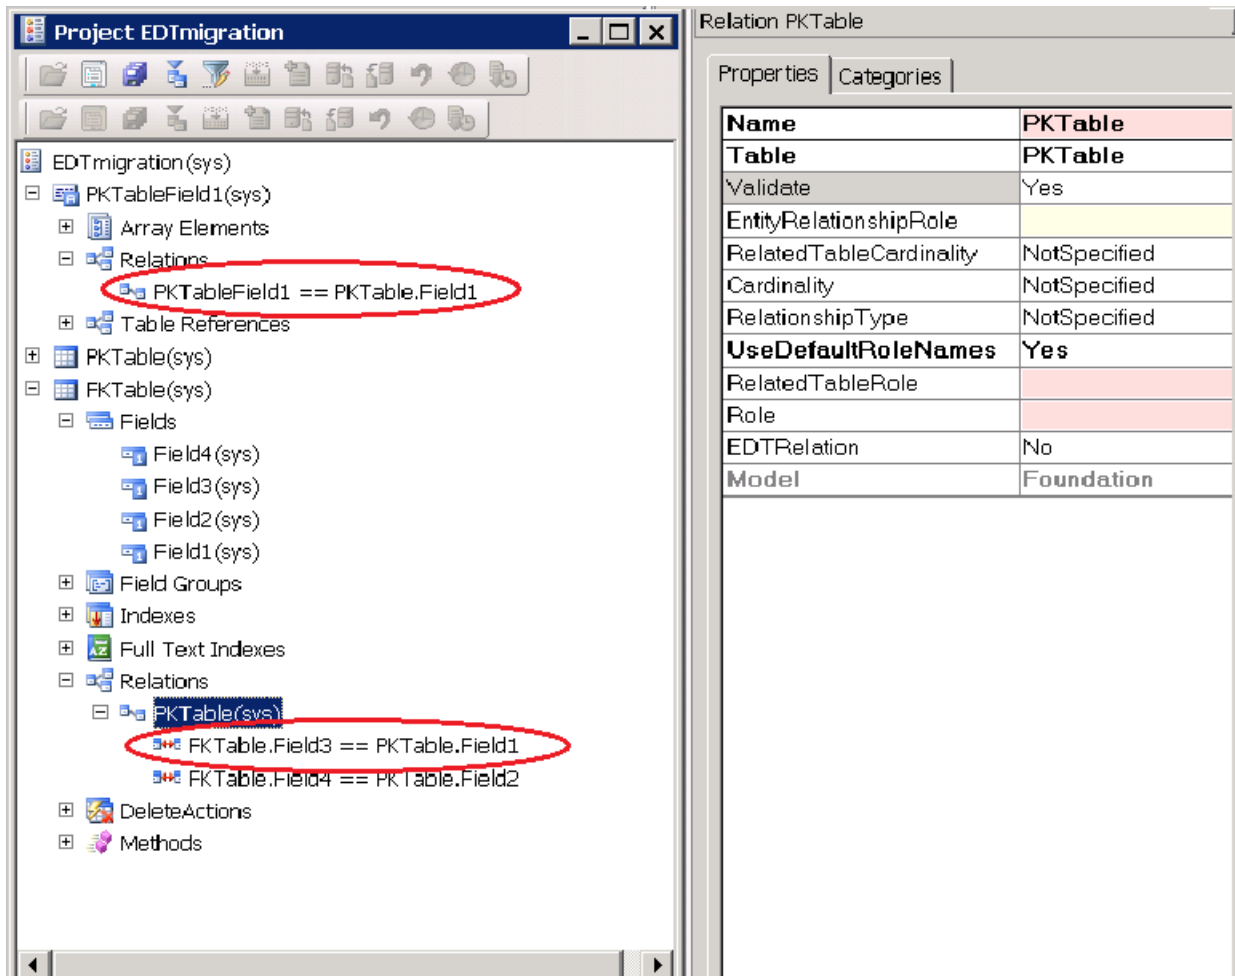 Project EDTmigration
EDTmigration(sys)
PKTableField1(sys)
Array Elements
Relations
PKTableField1 == PKTable.Field1
Table References
PKTable(sys)
FKTable(sys)
Fields
Field4(sys)
Field3(sys)
Field2(sys)
Field1(sys)
Field Groups
Indexes
Full Text Indexes
Relations
PKTable(sys)
FKTable.Field3 == PKTable.Field1
FKTable.Field4 == PKTable.Field2
DeleteActions
Methods
Relation PKTable
Properties Categories
Name PKTable
Table PKTable
Validate Yes
EntityRelationshipRole
RelatedTableCardinality NotSpecified
Cardinality NotSpecified
RelationshipType NotSpecified
UseDefaultRoleNames Yes
RelatedTableRole
Role
EDTRelation No
Model Foundation